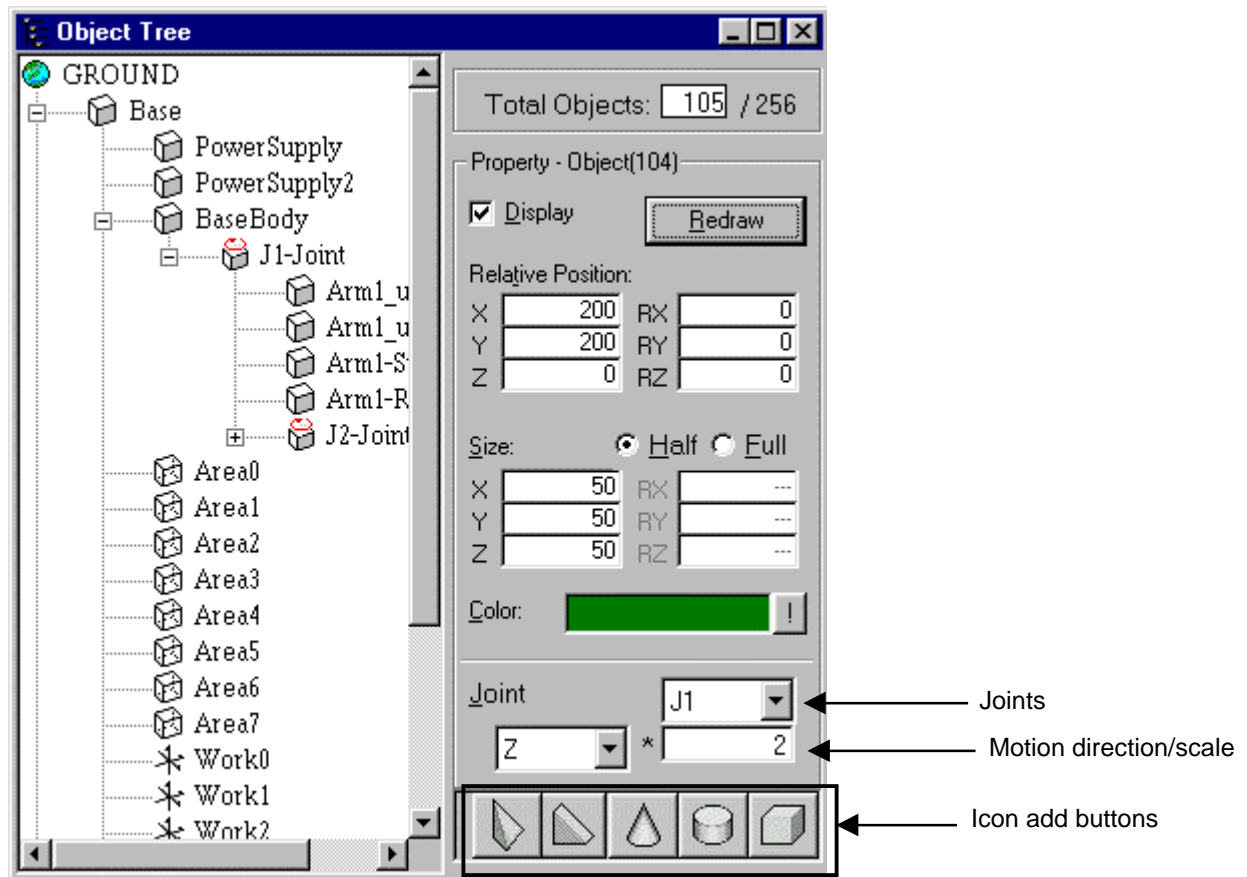 Object Tree
GROUND
Base
PowerSupply
PowerSupply2
BaseBody
J1-Joint
Arm1_u
Arm1_u
Arm1-S
Arm1-R
J2-Joint
Area0
Area1
Area2
Area3
Area4
Area5
Area6
Area7
Work0
Work1
Work2
Total Objects: 105 / 256
Property - Object(104)
Display Redraw
Relative Position:
X 200 RX 0
Y 200 RY 0
Z 0 RZ 0
Size: Half Full
X 50 RX ---
Y 50 RY ---
Z 50 RZ ---
Color: !
Joint J1
Z * 2
Joints
Motion direction/scale
Icon add buttons